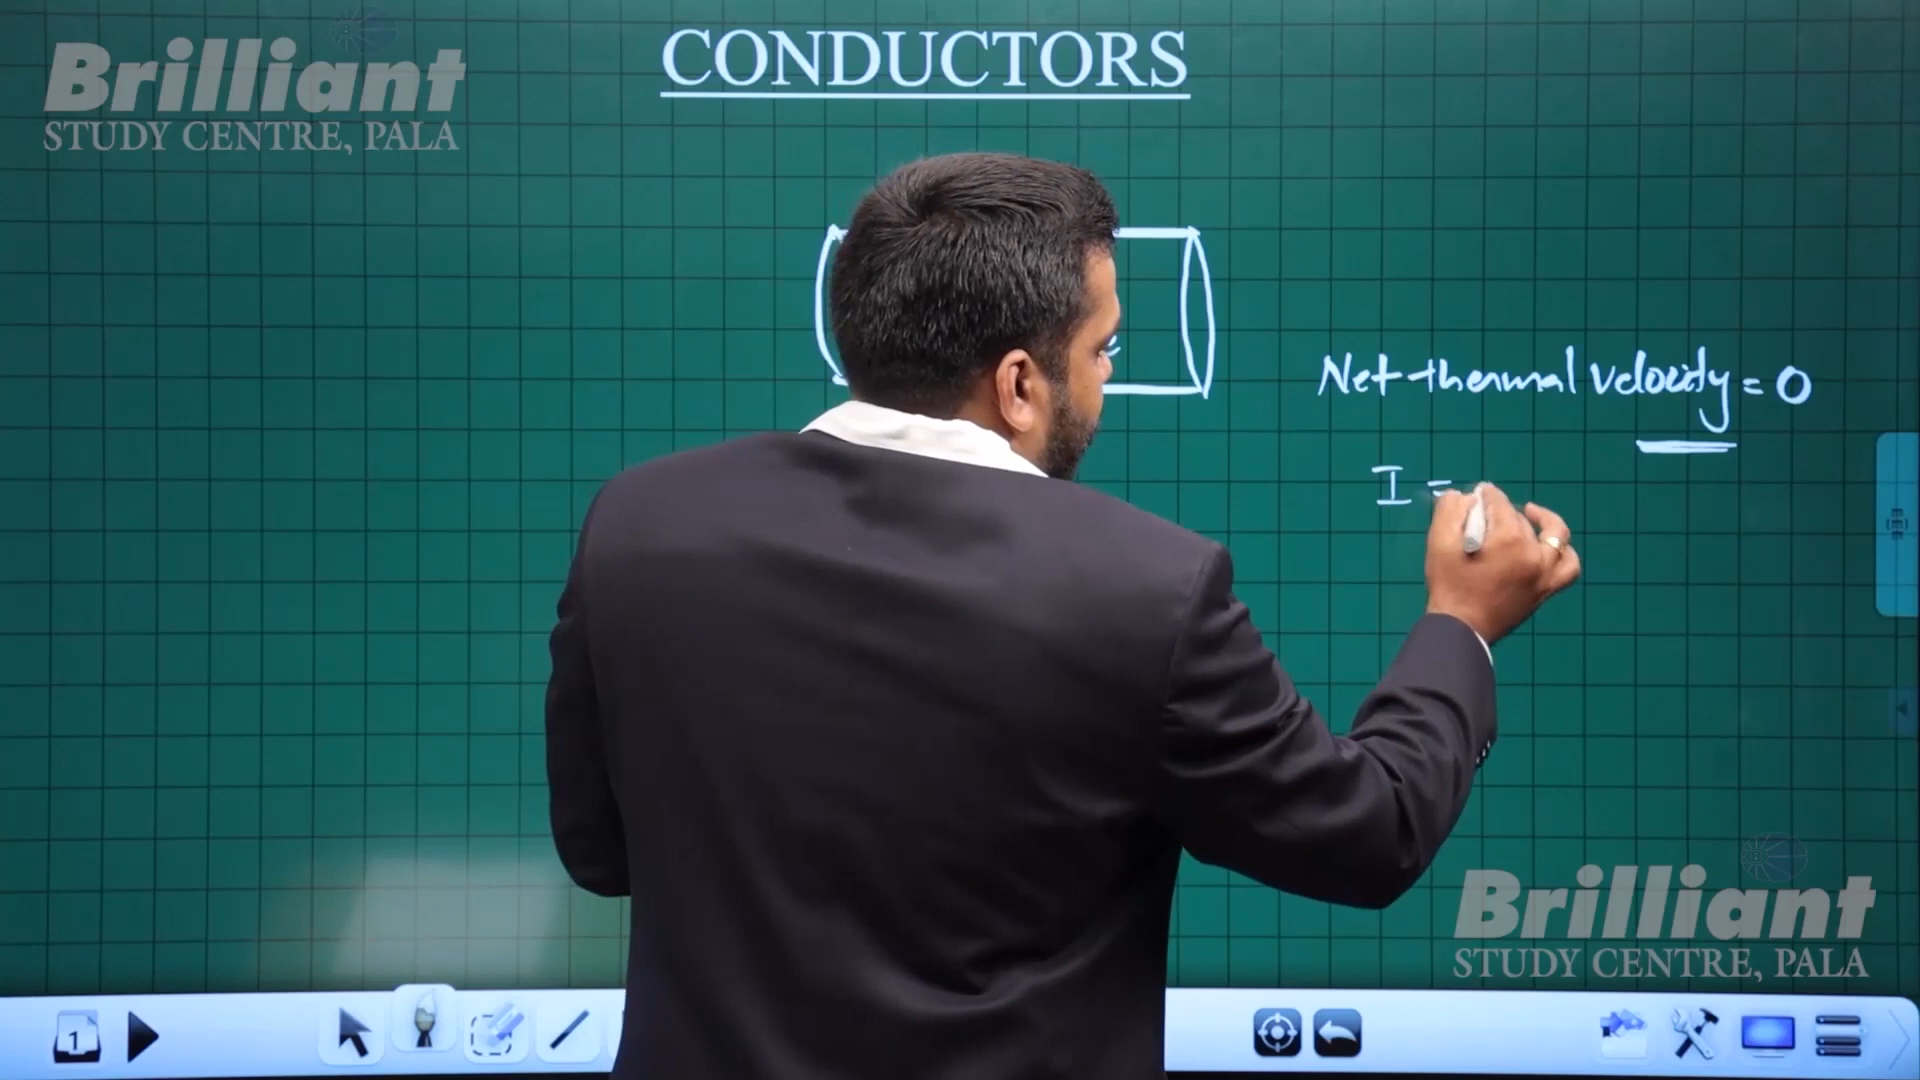 CONDUCTORS
Brilliant
STUDY CENTRE, PALA
Net thermal velocity = 0
I =
Brilliant
STUDY CENTRE, PALA
1